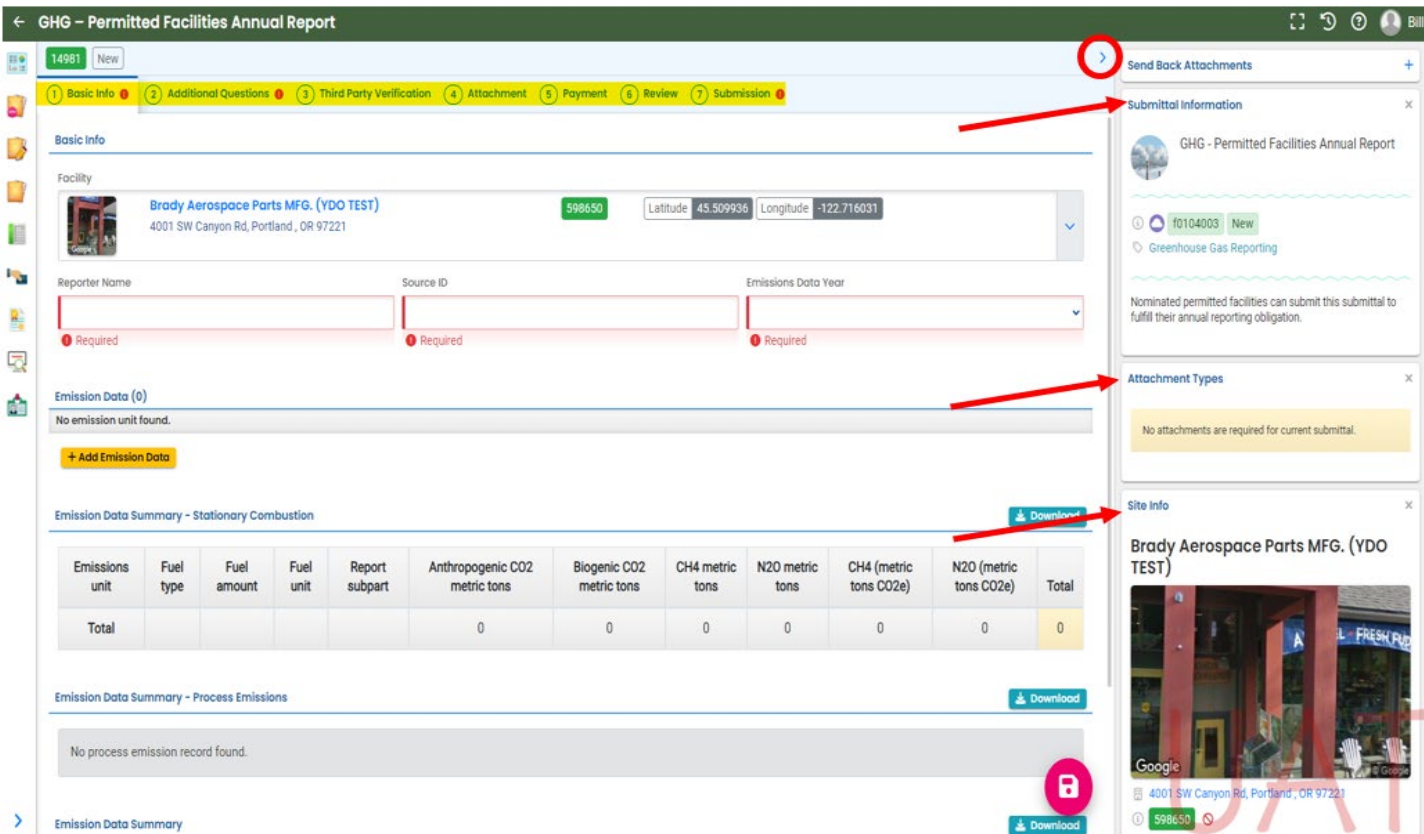 GHG – Permitted Facilities Annual Report
Bill
14981 New
1 Basic Info 2 Additional Questions 3 Third Party Verification 4 Attachment 5 Payment 6 Review 7 Submission
Basic Info
Facility
Brady Aerospace Parts MFG. (YDO TEST)
598650 Latitude 45.509936 Longitude -122.716031
4001 SW Canyon Rd, Portland , OR 97221
Google
Reporter Name Source ID Emissions Data Year
Required Required Required
Emission Data (0)
No emission unit found.
+ Add Emission Data
Emission Data Summary - Stationary Combustion Download
Emissions unit Fuel type Fuel amount Fuel unit Report subpart Anthropogenic CO2 metric tons Biogenic CO2 metric tons CH4 metric tons N2O metric tons CH4 (metric tons CO2e) N2O (metric tons CO2e) Total
Total 0 0 0 0 0 0 0
Emission Data Summary - Process Emissions Download
No process emission record found.
Emission Data Summary Download
Send Back Attachments +
Submittal Information x
GHG - Permitted Facilities Annual Report
f0104003 New
Greenhouse Gas Reporting
Nominated permitted facilities can submit this submittal to
fulfill their annual reporting obligation.
Attachment Types x
No attachments are required for current submittal.
Site Info x
Brady Aerospace Parts MFG. (YDO
TEST)
FRESH FUD
Google
© Google
4001 SW Canyon Rd, Portland , OR 97221
598650
UAT